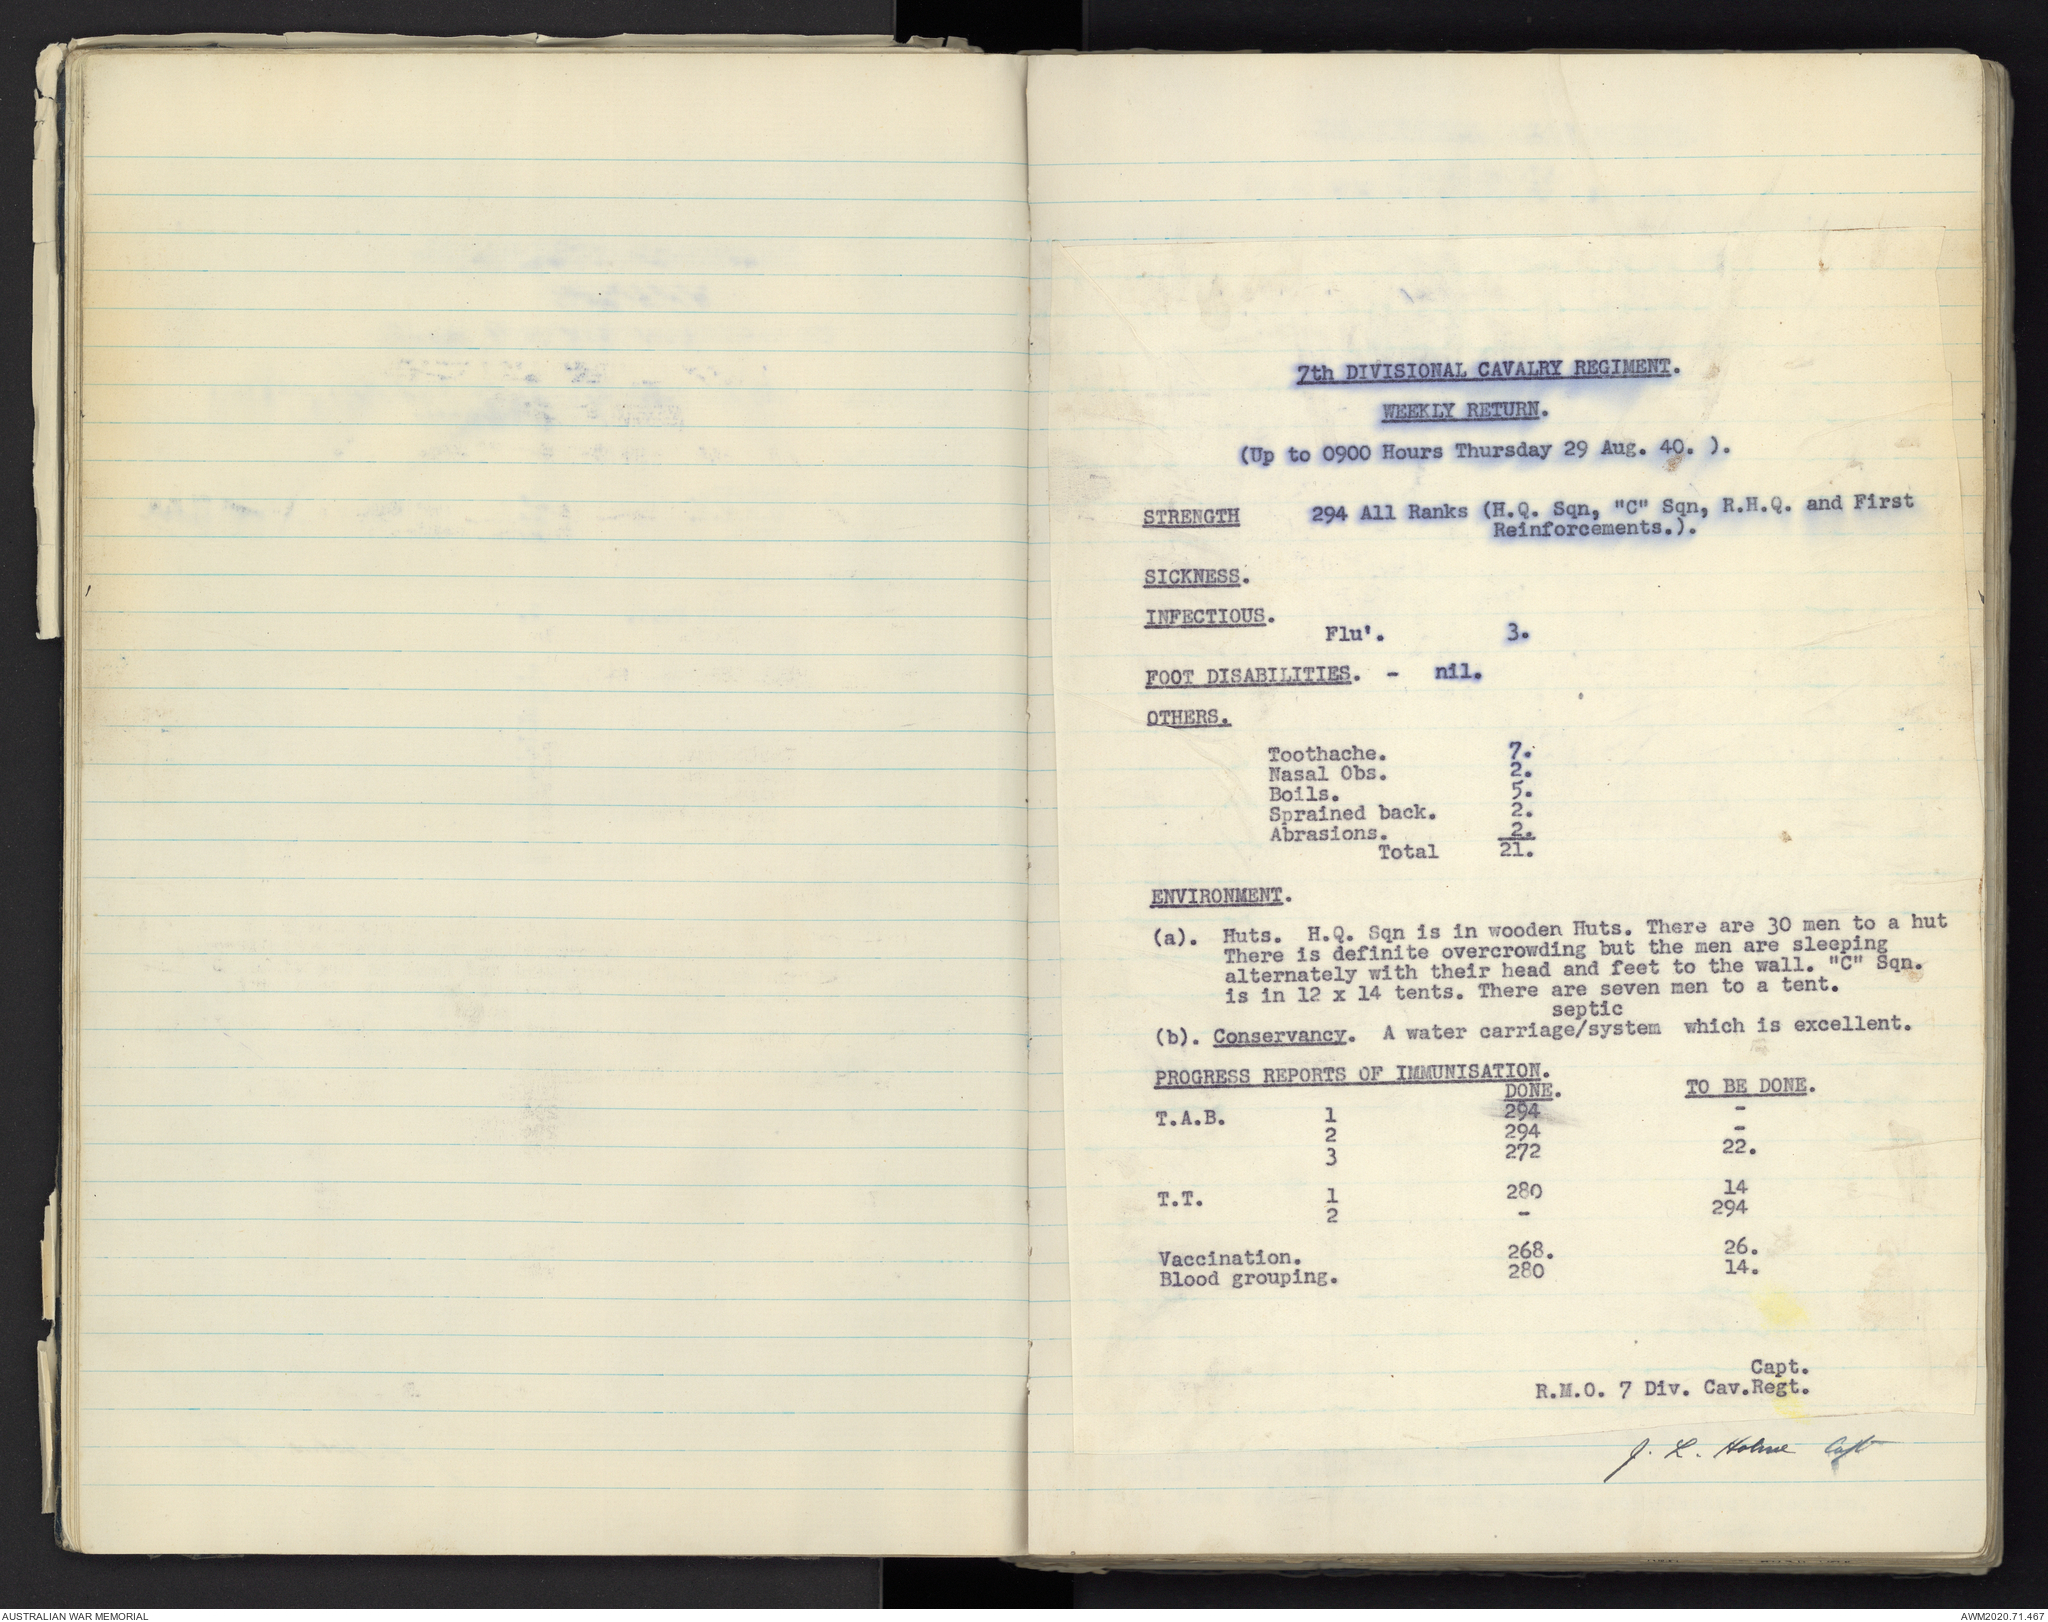 7th DIVISIONAL CAVALRY REGIMENT.
WEEKLY RETURN.
(Up to 0900 Hours Thursday 29 Aug. 40. ).
STRENGTH 294 All Ranks (H.Q. Sqn, "C" Sqn, R.H.Q. and First
Reinforcements.).
SICKNESS.
INFECTIOUS.
Flu'. 3.
FOOT DISABILITIES. - nil.
OTHERS.
Toothache. 7.
Nasal Obs. 2.
Boils. 5.
Sprained back. 2.
Abrasions. 2.
Total 21.
ENVIRONMENT.
(a). Huts. H.Q. Sqn is in wooden Huts. There are 30 men to a hut
There is definite overcrowding but the men are sleeping
alternately with their head and feet to the wall. "C" Sqn.
is in 12 x 14 tents. There are seven men to a tent.
septic
(b). Conservancy. A water carriage/system which is excellent.
PROGRESS REPORTS OF IMMUNISATION.
DONE. TO BE DONE.
T.A.B. 1 294 -
2 294 -
3 272 22.
T.T. 1 280 14
2 - 294
Vaccination. 268. 26.
Blood grouping. 280 14.
Capt.
R.M.O. 7 Div. Cav.Regt.
J. L. Holme Capt
AUSTRALIAN WAR MEMORIAL
AWM2020.71.467